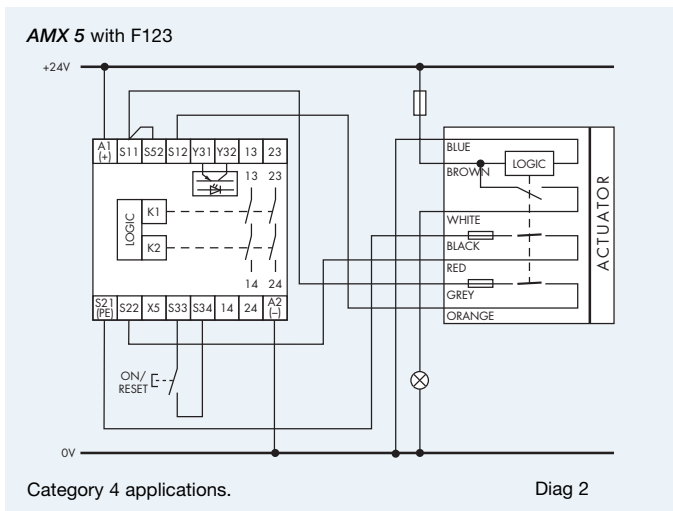 AMX 5 with F123
+24V
A1 (+) S11 S52 S12 Y31 Y32 13 23
13 23
LOGIC
K1
K2
14 24
S21 (PE) S22 X5 S33 S34 14 24 A2 (–)
ON/
RESET
0V
BLUE
BROWN
LOGIC
WHITE
BLACK
RED
GREY
ORANGE
ACTUATOR
Category 4 applications.
Diag 2